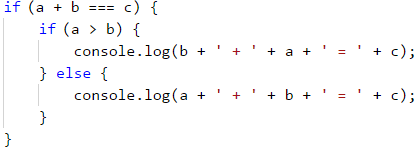 if (a + b === c) {
    if (a > b) {
        console.log(b + ' + ' + a + ' = ' + c);
    } else {
        console.log(a + ' + ' + b + ' = ' + c);
    }
}